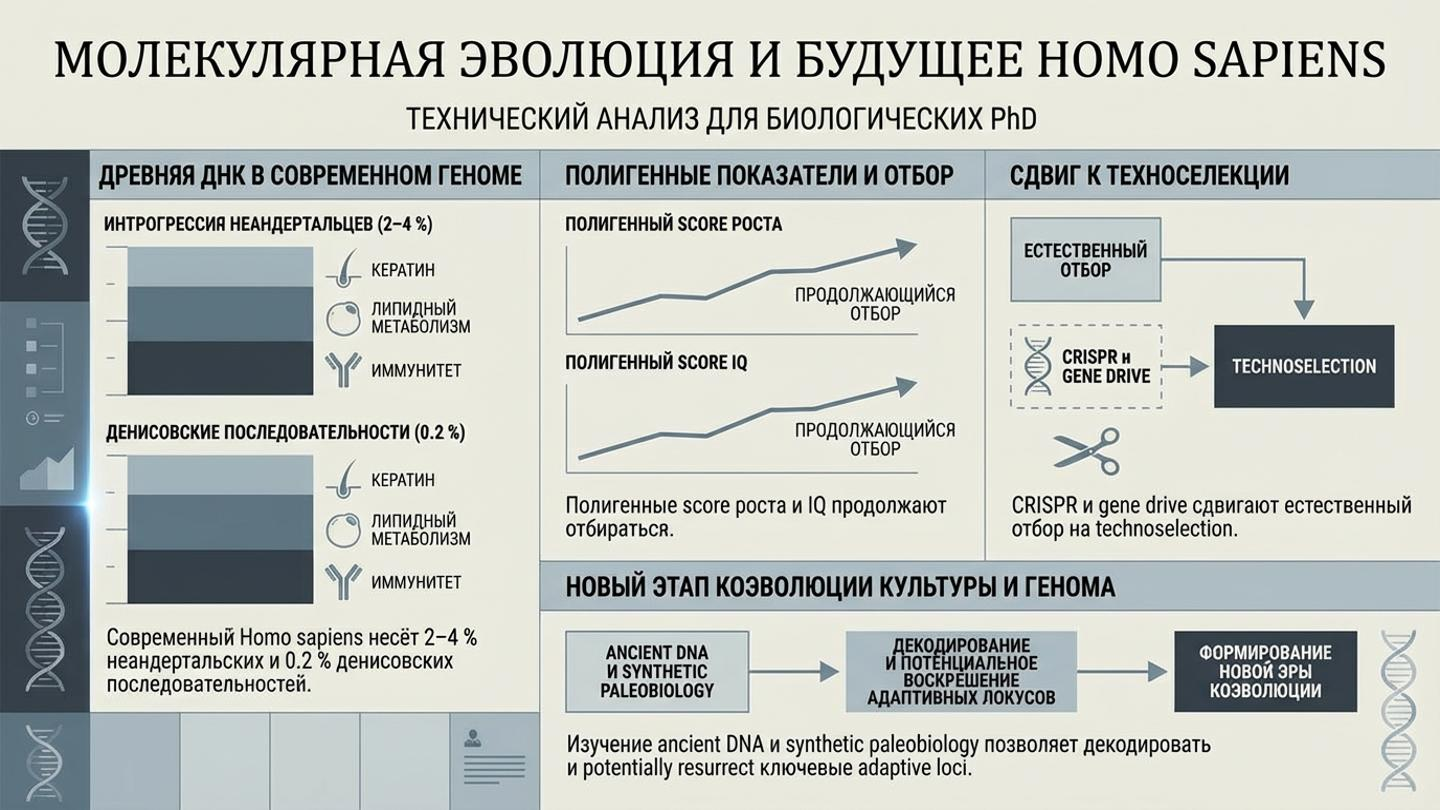 МОЛЕКУЛЯРНАЯ ЭВОЛЮЦИЯ И БУДУЩЕЕ HOMO SAPIENS
ТЕХНИЧЕСКИЙ АНАЛИЗ ДЛЯ БИОЛОГИЧЕСКИХ PhD
ДРЕВНЯЯ ДНК В СОВРЕМЕННОМ ГЕНОМЕ
ИНТРОГРЕССИЯ НЕАНДЕРТАЛЬЦЕВ (2–4 %)
КЕРАТИН
ЛИПИДНЫЙ
МЕТАБОЛИЗМ
ИММУНИТЕТ
ДЕНИСОВСКИЕ ПОСЛЕДОВАТЕЛЬНОСТИ (0.2 %)
КЕРАТИН
ЛИПИДНЫЙ
МЕТАБОЛИЗМ
ИММУНИТЕТ
Современный Homo sapiens несёт 2–4 %
неандертальских и 0.2 % денисовских
последовательностей.
ПОЛИГЕННЫЕ ПОКАЗАТЕЛИ И ОТБОР
ПОЛИГЕННЫЙ SCORE РОСТА
ПРОДОЛЖАЮЩИЙСЯ
ОТБОР
ПОЛИГЕННЫЙ SCORE IQ
ПРОДОЛЖАЮЩИЙСЯ
ОТБОР
Полигенные score роста и IQ продолжают
отбираться.
СДВИГ К ТЕХНОСЕЛЕКЦИИ
ЕСТЕСТВЕННЫЙ
ОТБОР
CRISPR и
GENE DRIVE
TECHNOSELECTION
CRISPR и gene drive сдвигают естественный
отбор на technoselection.
НОВЫЙ ЭТАП КОЭВОЛЮЦИИ КУЛЬТУРЫ И ГЕНОМА
ANCIENT DNA
И SYNTHETIC
PALEOBIOLOGY
ДЕКОДИРОВАНИЕ
И ПОТЕНЦИАЛЬНОЕ
ВОСКРЕШЕНИЕ
АДАПТИВНЫХ ЛОКУСОВ
ФОРМИРОВАНИЕ
НОВОЙ ЭРЫ
КОЭВОЛЮЦИИ
Изучение ancient DNA и synthetic paleobiology позволяет декодировать
и potentially resurrect ключевые adaptive loci.